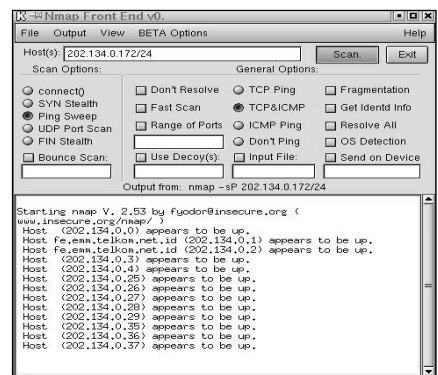 Nmap Front End v0.
File Output View BETA Options Help
Host(s): 202.134.0.172/24 Scan. Exit
Scan Options: General Options:
connect() Don't Resolve TCP Ping Fragmentation
SYN Stealth Fast Scan TCP&ICMP Get Identd Info
Ping Sweep Range of Ports ICMP Ping Resolve All
UDP Port Scan Don't Ping OS Detection
FIN Stealth
Bounce Scan: Use Decoy(s): Input File: Send on Device
Output from: nmap -sP 202.134.0.172/24
Starting nmap V. 2.53 by fyodor@insecure.org (
www.insecure.org/nmap/ )
Host (202.134.0.0) appears to be up.
Host fe.emm.telkom.net.id (202.134.0.1) appears to be up.
Host fe.emm.telkom.net.id (202.134.0.2) appears to be up.
Host (202.134.0.3) appears to be up.
Host (202.134.0.4) appears to be up.
Host (202.134.0.25) appears to be up.
Host (202.134.0.26) appears to be up.
Host (202.134.0.27) appears to be up.
Host (202.134.0.28) appears to be up.
Host (202.134.0.29) appears to be up.
Host (202.134.0.35) appears to be up.
Host (202.134.0.36) appears to be up.
Host (202.134.0.37) appears to be up.